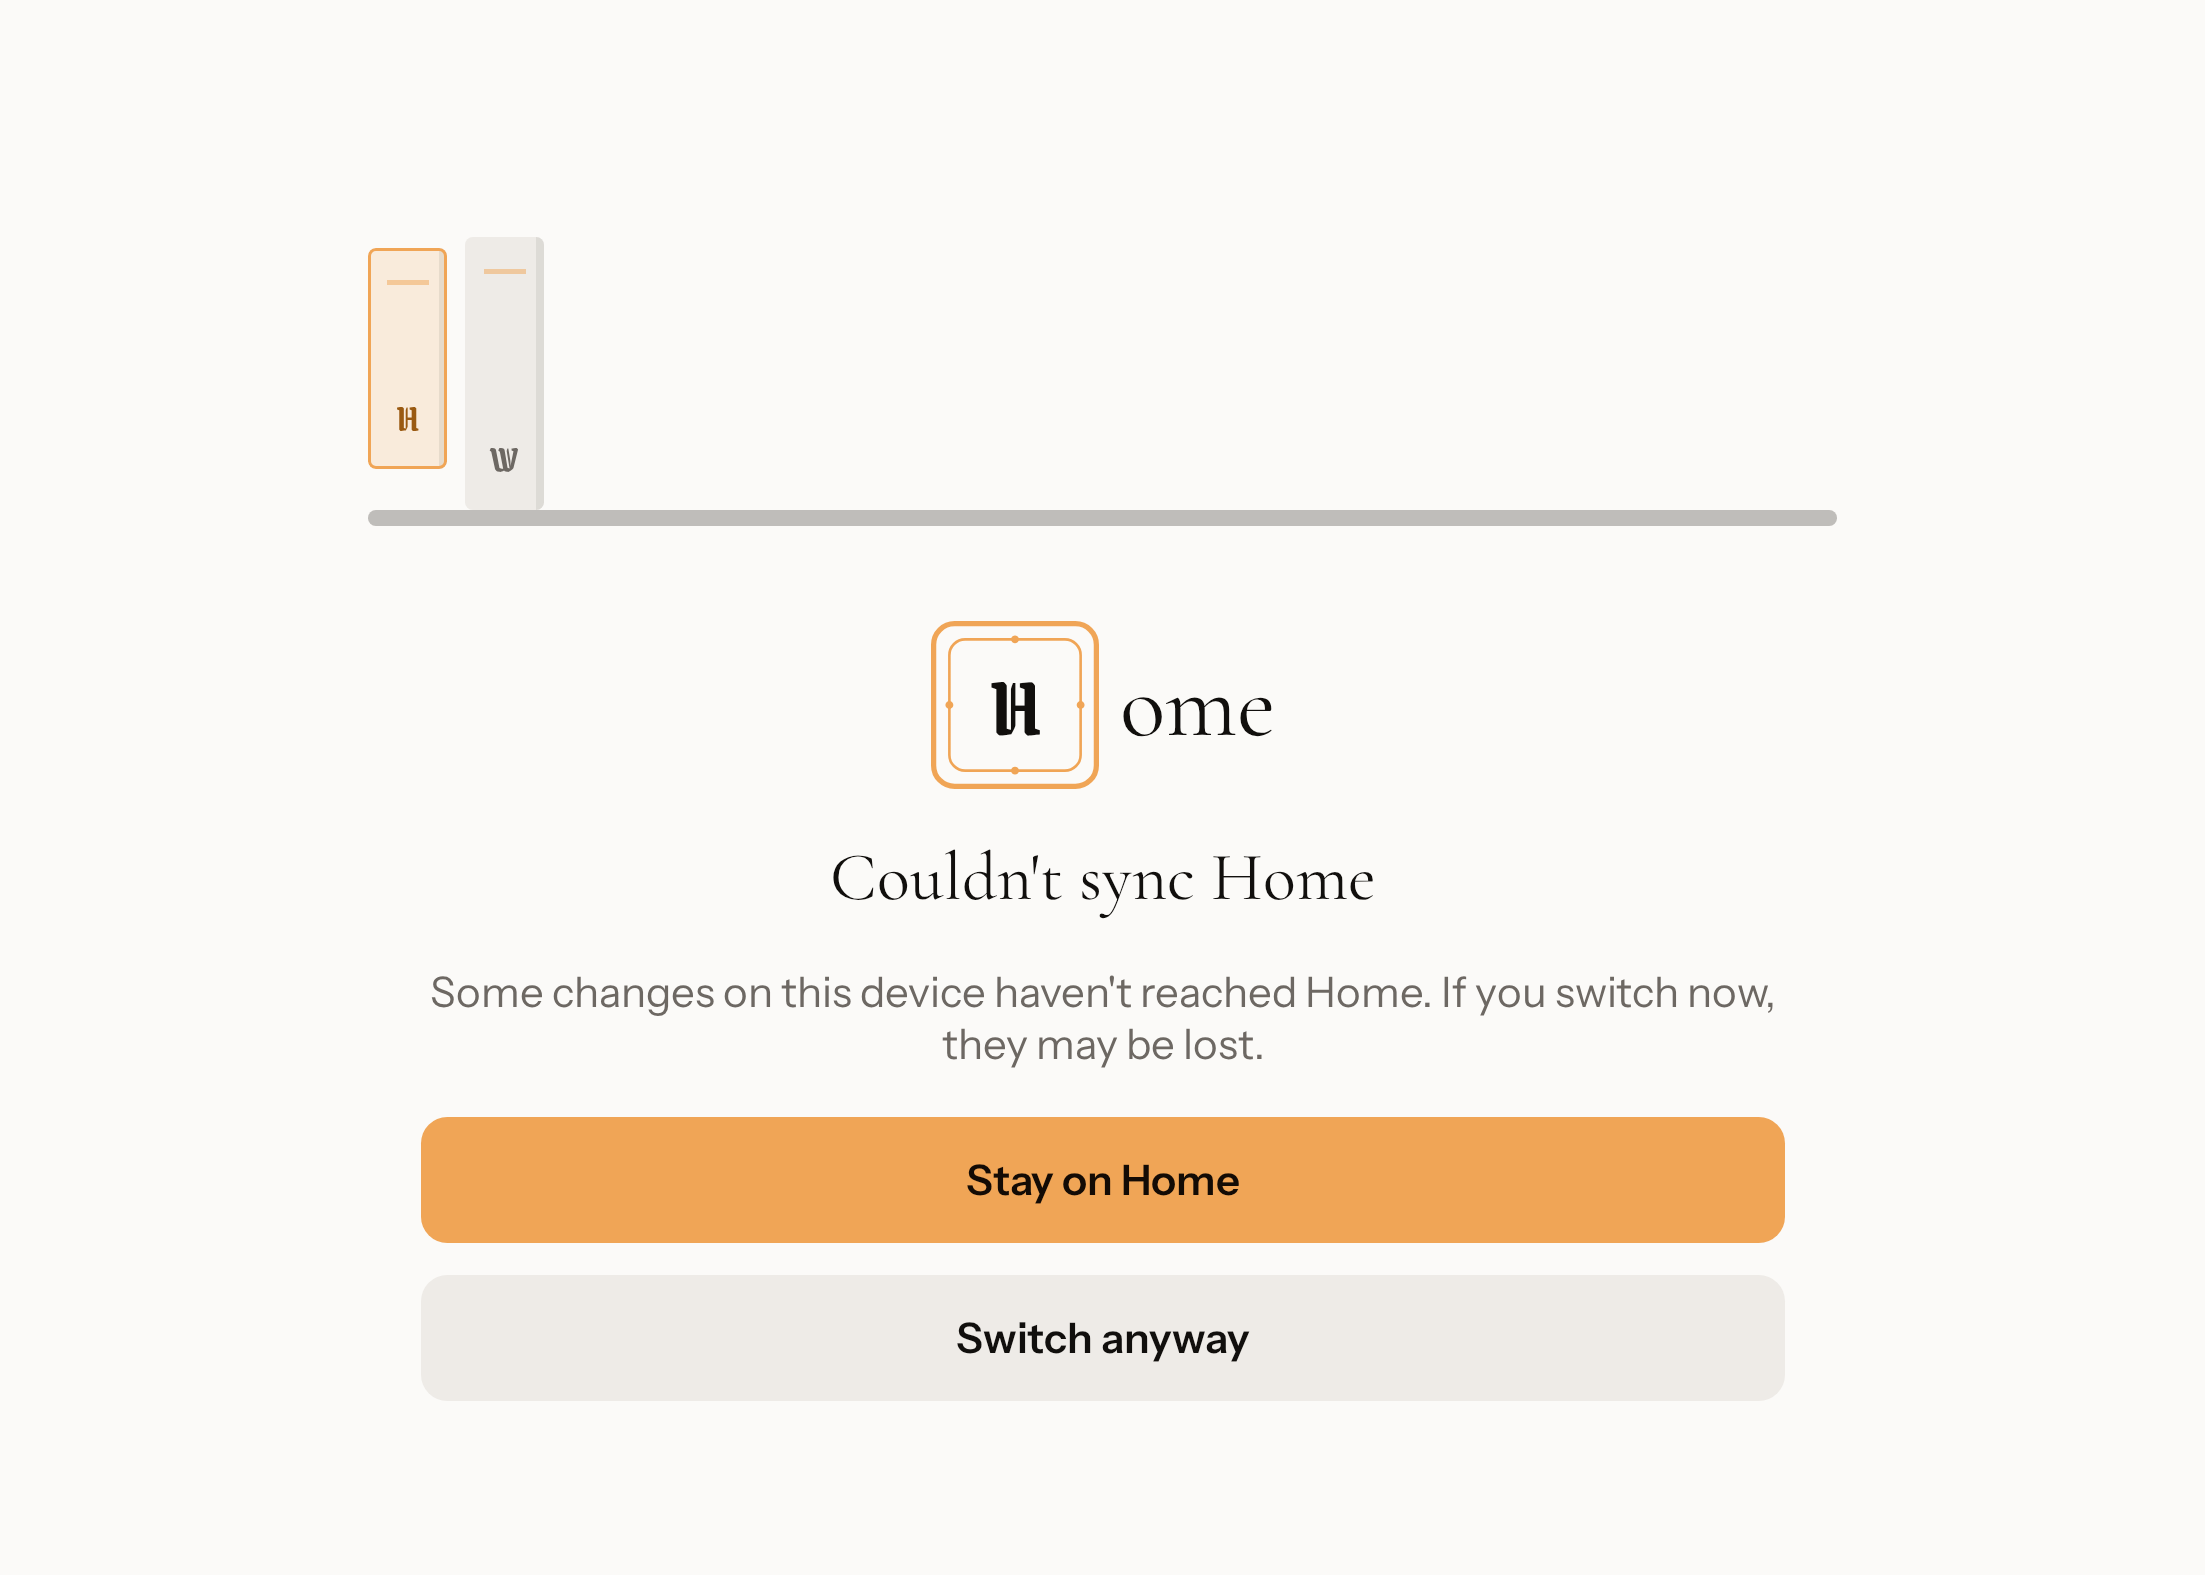 H
W
Home
Couldn't sync Home
Some changes on this device haven't reached Home. If you switch now,
they may be lost.
Stay on Home
Switch anyway